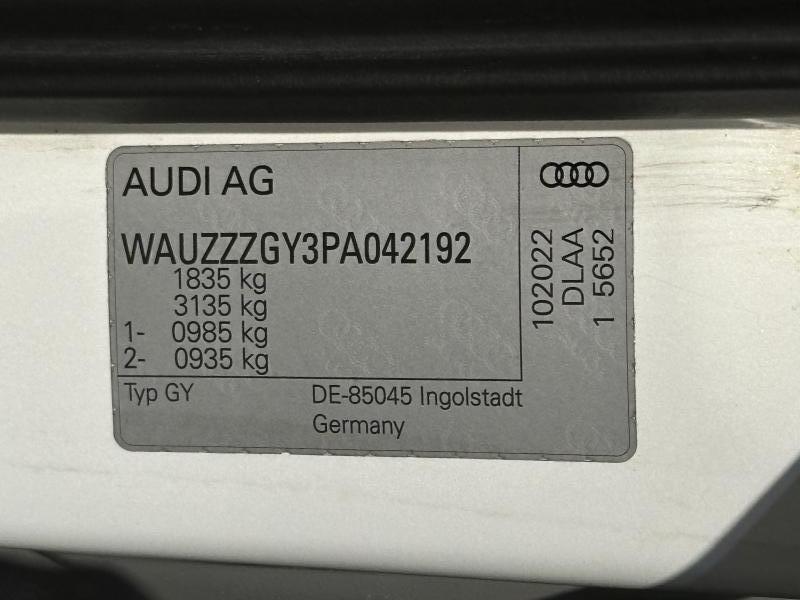 AUDI AG
WAUZZZGY3PA042192
1835 kg
3135 kg
1- 0985 kg
2- 0935 kg
Typ GY
DE-85045 Ingolstadt
Germany
102022
DLAA
1 5652